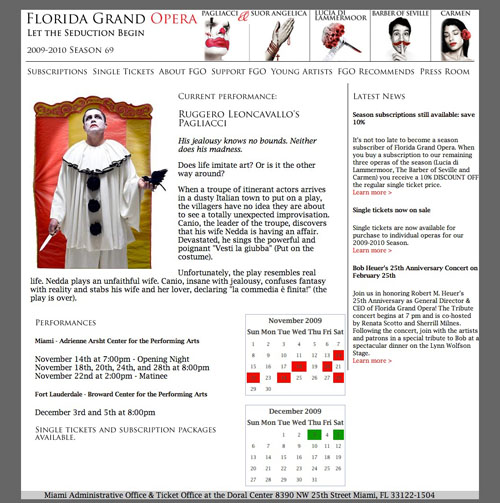 FLORIDA GRAND OPERA
LET THE SEDUCTION BEGIN
2009-2010 SEASON 69
PAGLIACCI & SUOR ANGELICA
LUCIA DI LAMMERMOOR
BARBER OF SEVILLE
CARMEN
SUBSCRIPTIONS SINGLE TICKETS ABOUT FGO SUPPORT FGO YOUNG ARTISTS FGO RECOMMENDS PRESS ROOM
CURRENT PERFORMANCE:
RUGGERO LEONCAVALLO'S
PAGLIACCI
His jealousy knows no bounds. Neither
does his madness.
Does life imitate art? Or is it the other
way around?
When a troupe of itinerant actors arrives
in a dusty Italian town to put on a play,
the villagers have no idea they are about
to see a totally unexpected improvisation.
Canio, the leader of the troupe, discovers
that his wife Nedda is having an affair.
Devastated, he sings the powerful and
poignant "Vesti la giubba" (Put on the
costume).
Unfortunately, the play resembles real
life. Nedda plays an unfaithful wife. Canio, insane with jealousy, confuses fantasy
with reality and stabs his wife and her lover, declaring "la commedia è finita!" (the
play is over).
PERFORMANCES
Miami - Adrienne Arsht Center for the Performing Arts
November 14th at 7:00pm - Opening Night
November 18th, 20th, 24th, and 28th at 8:00pm
November 22nd at 2:00pm - Matinee
Fort Lauderdale - Broward Center for the Performing Arts
December 3rd and 5th at 8:00pm
SINGLE TICKETS AND SUBSCRIPTION PACKAGES
AVAILABLE.
November 2009
Sun Mon Tue Wed Thu Fri Sat
1 2 3 4 5 6 7
8 9 10 11 12 13
15 16 17 19 21
23 25 26 27
29 30
December 2009
Sun Mon Tue Wed Thu Fri Sat
1 2 4
6 7 8 9 10 11 12
13 14 15 16 17 18 19
20 21 22 23 24 25 26
27 28 29 30 31
LATEST NEWS
Season subscriptions still available: save
10%
It's not too late to become a season
subscriber of Florida Grand Opera. When
you buy a subscription to our remaining
three operas of the season (Lucia di
Lammermoor, The Barber of Seville and
Carmen) you receive a 10% DISCOUNT OFF
the regular single ticket price.
Learn more >
Single tickets now on sale
Single tickets are now available for
purchase to individual operas for our
2009-2010 Season.
Learn more >
Bob Heuer's 25th Anniversary Concert on
February 25th
Join us in honoring Robert M. Heuer's
25th Anniversary as General Director &
CEO of Florida Grand Opera! The Tribute
concert begins at 7 pm and is co-hosted
by Renata Scotto and Sherrill Milnes.
Following the concert, join with the artists
and patrons in a special tribute to Bob at a
spectacular dinner on the Lynn Wolfson
Stage.
Learn more >
Miami Administrative Office & Ticket Office at the Doral Center 8390 NW 25th Street Miami, FL 33122-1504